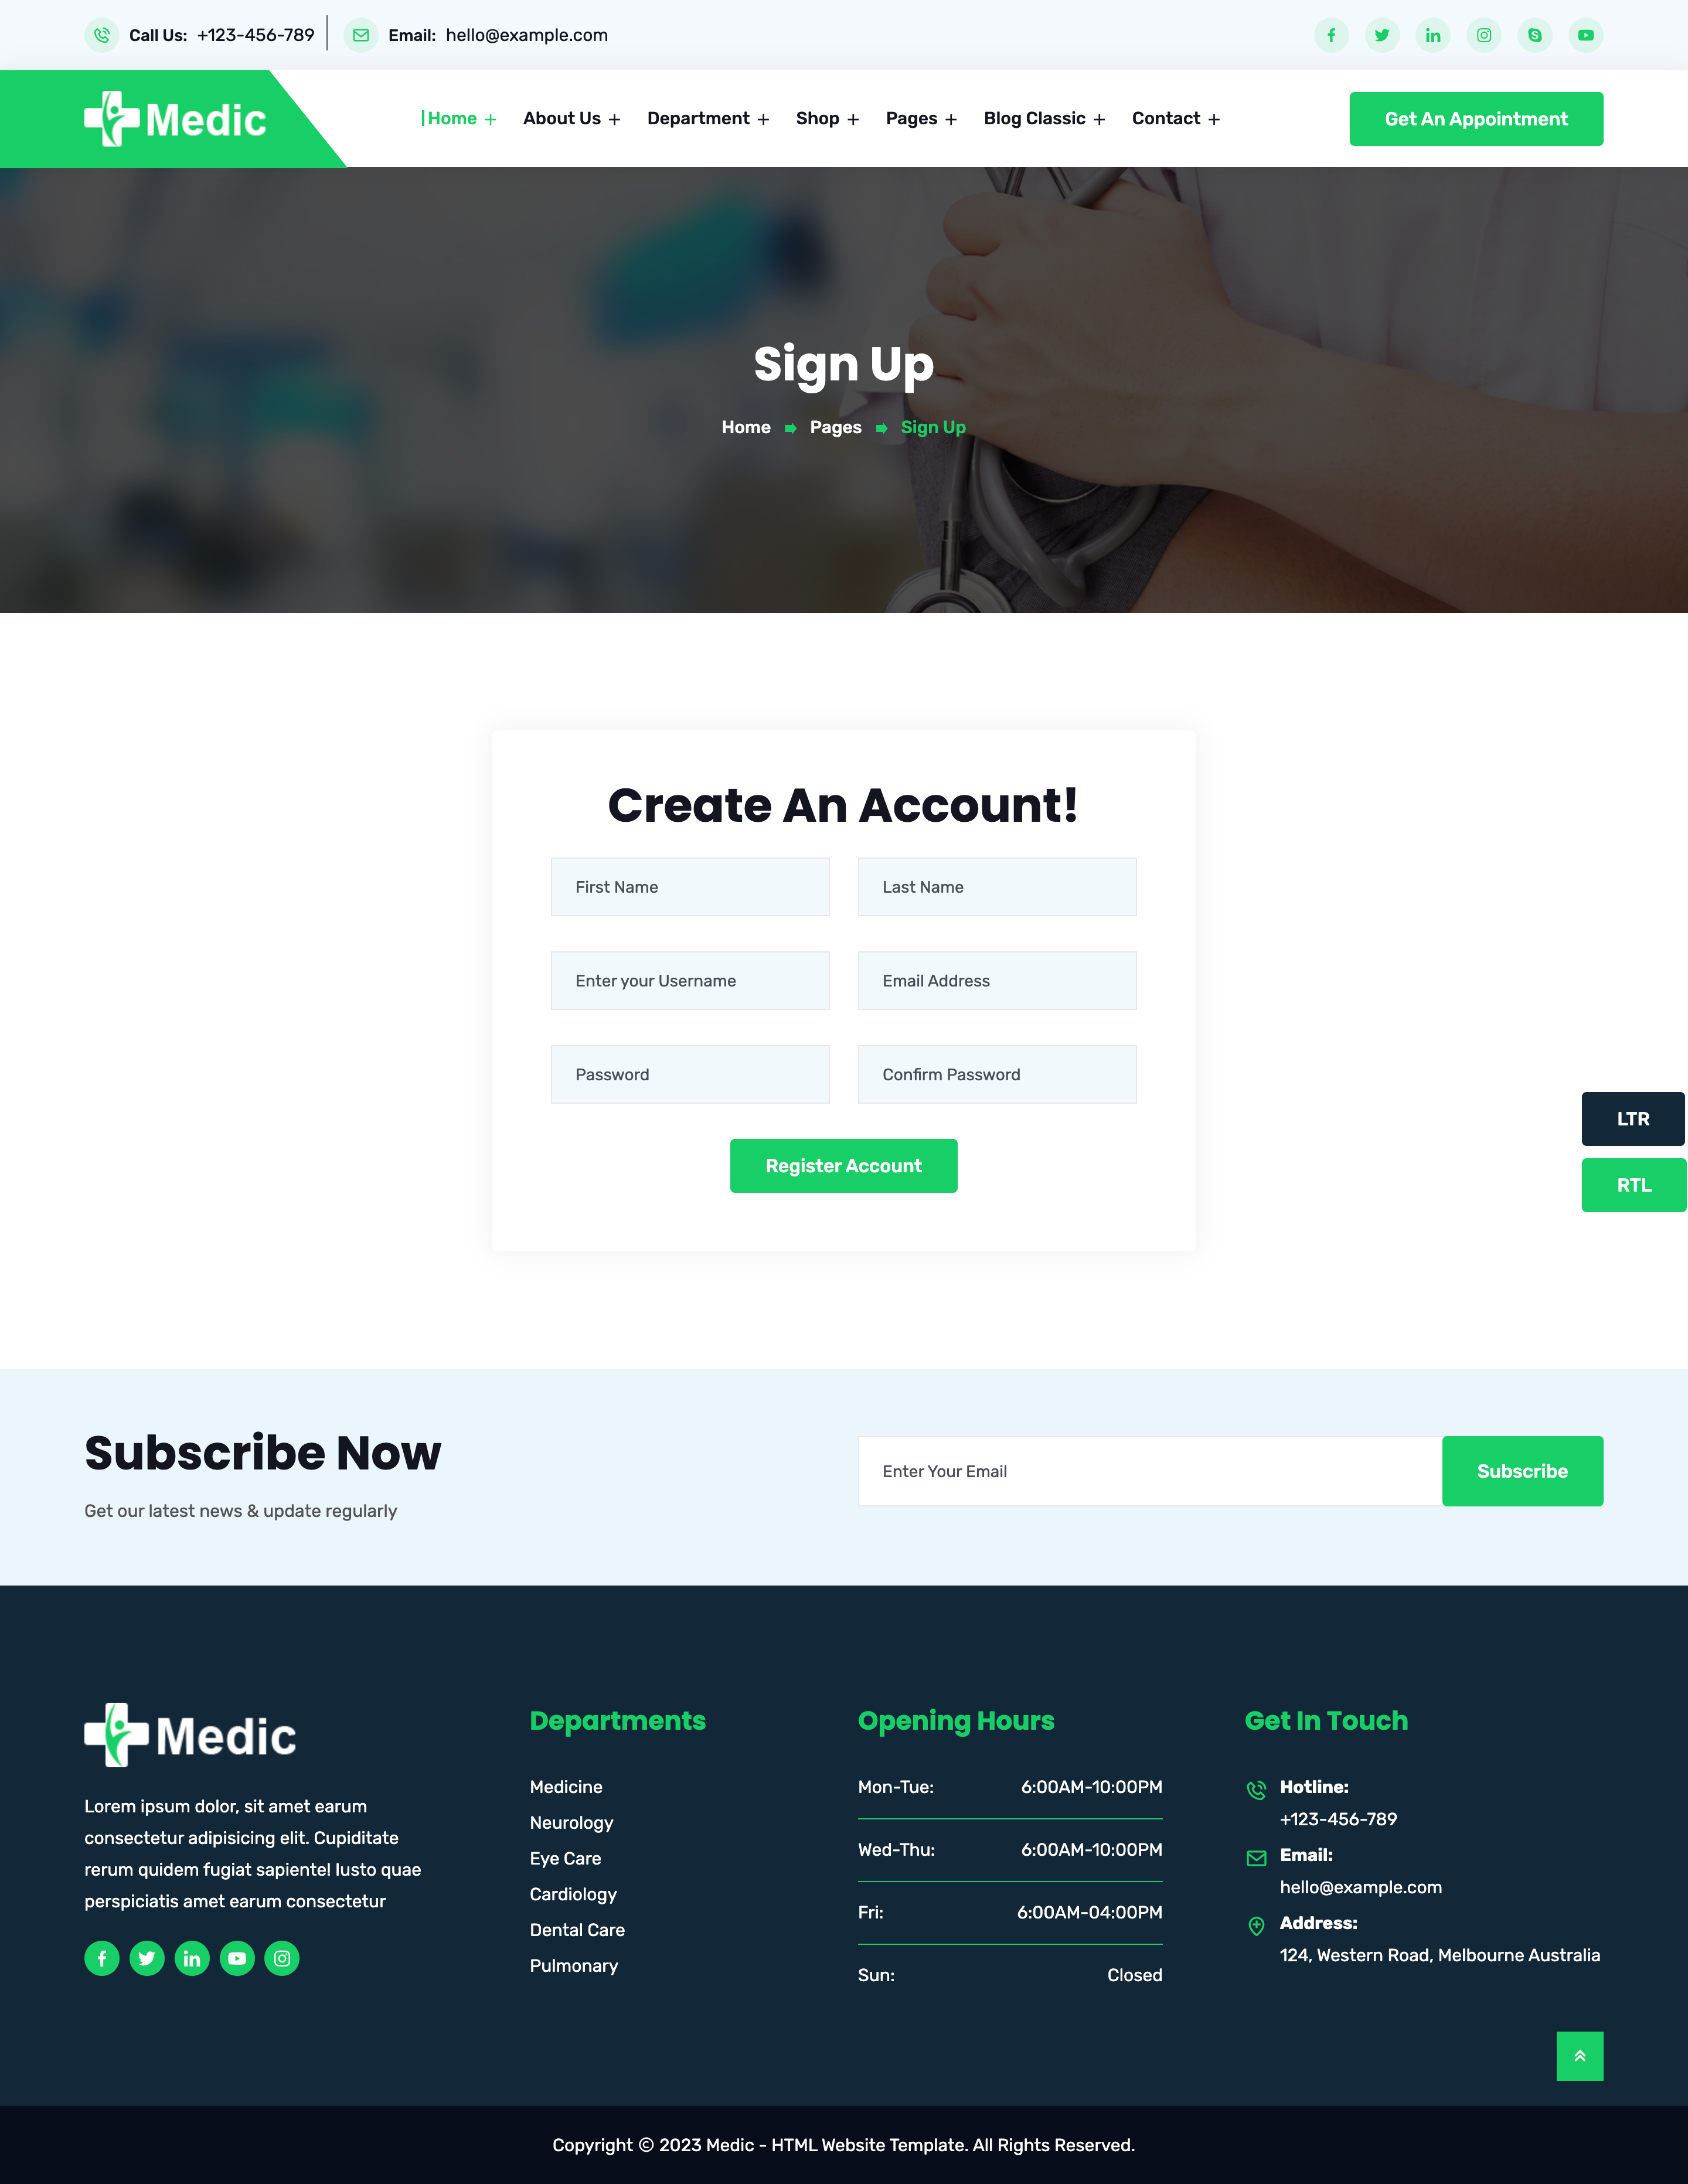 Call Us: +123-456-789
Email: hello@example.com
Medic
Home + About Us + Department + Shop + Pages + Blog Classic + Contact +
Get An Appointment
Sign Up
Home Pages Sign Up
Create An Account!
First Name
Last Name
Enter your Username
Email Address
Password
Confirm Password
Register Account
LTR
RTL
Subscribe Now
Get our latest news & update regularly
Enter Your Email
Subscribe
Medic
Lorem ipsum dolor, sit amet earum
consectetur adipisicing elit. Cupiditate
rerum quidem fugiat sapiente! Iusto quae
perspiciatis amet earum consectetur
Departments
Medicine
Neurology
Eye Care
Cardiology
Dental Care
Pulmonary
Opening Hours
Mon-Tue: 6:00AM-10:00PM
Wed-Thu: 6:00AM-10:00PM
Fri: 6:00AM-04:00PM
Sun: Closed
Get In Touch
Hotline:
+123-456-789
Email:
hello@example.com
Address:
124, Western Road, Melbourne Australia
Copyright © 2023 Medic - HTML Website Template. All Rights Reserved.